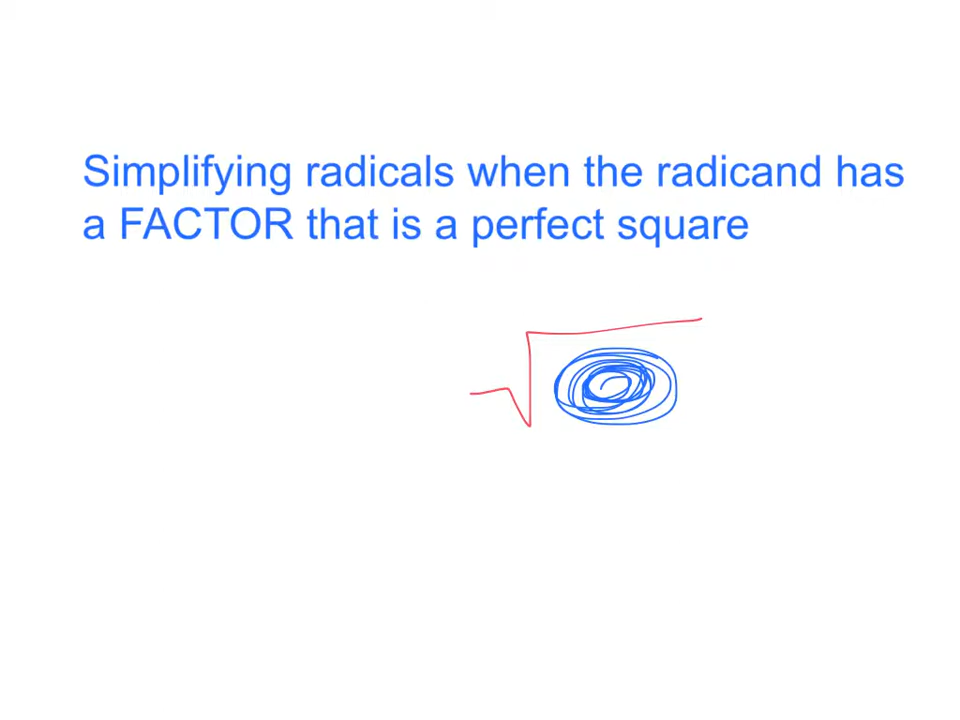 Simplifying radicals when the radicand has
a FACTOR that is a perfect square